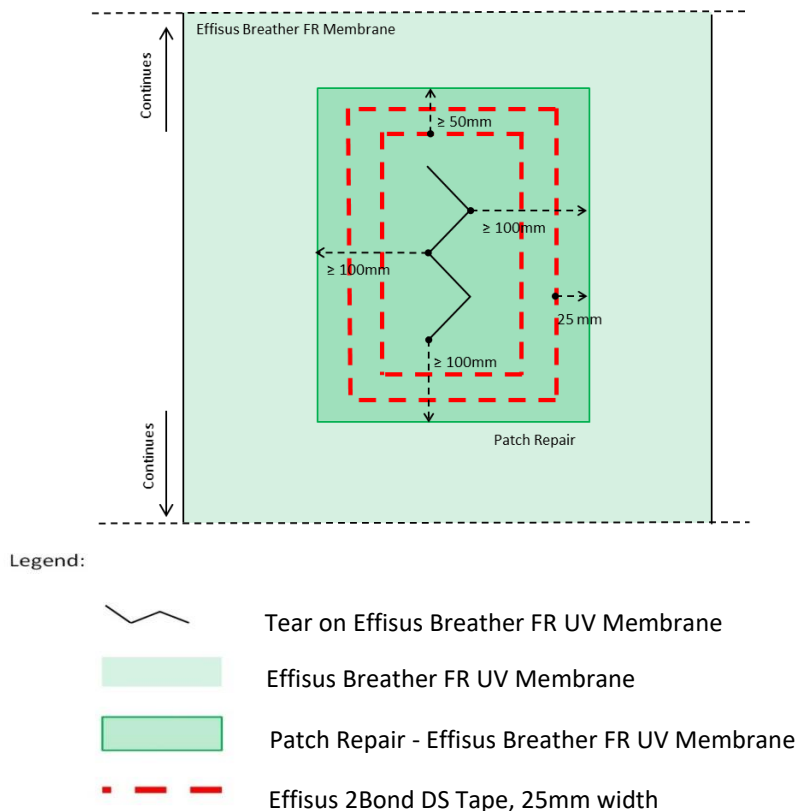 Effisus Breather FR Membrane
Continues
≥ 50mm
≥ 100mm
≥ 100mm
25 mm
≥ 100mm
Patch Repair
Continues
Legend:
Tear on Effisus Breather FR UV Membrane
Effisus Breather FR UV Membrane
Patch Repair - Effisus Breather FR UV Membrane
Effisus 2Bond DS Tape, 25mm width